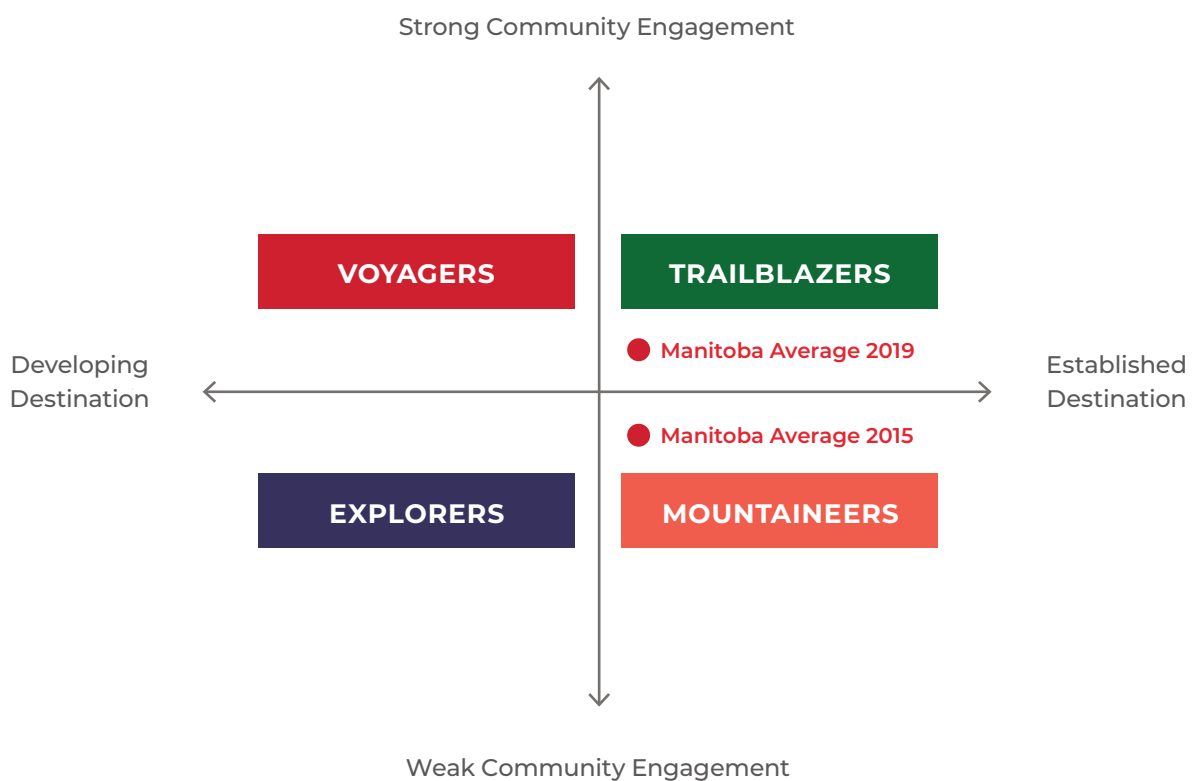 Strong Community Engagement
VOYAGERS
TRAILBLAZERS
Manitoba Average 2019
Developing
Destination
Established
Destination
Manitoba Average 2015
EXPLORERS
MOUNTAINEERS
Weak Community Engagement